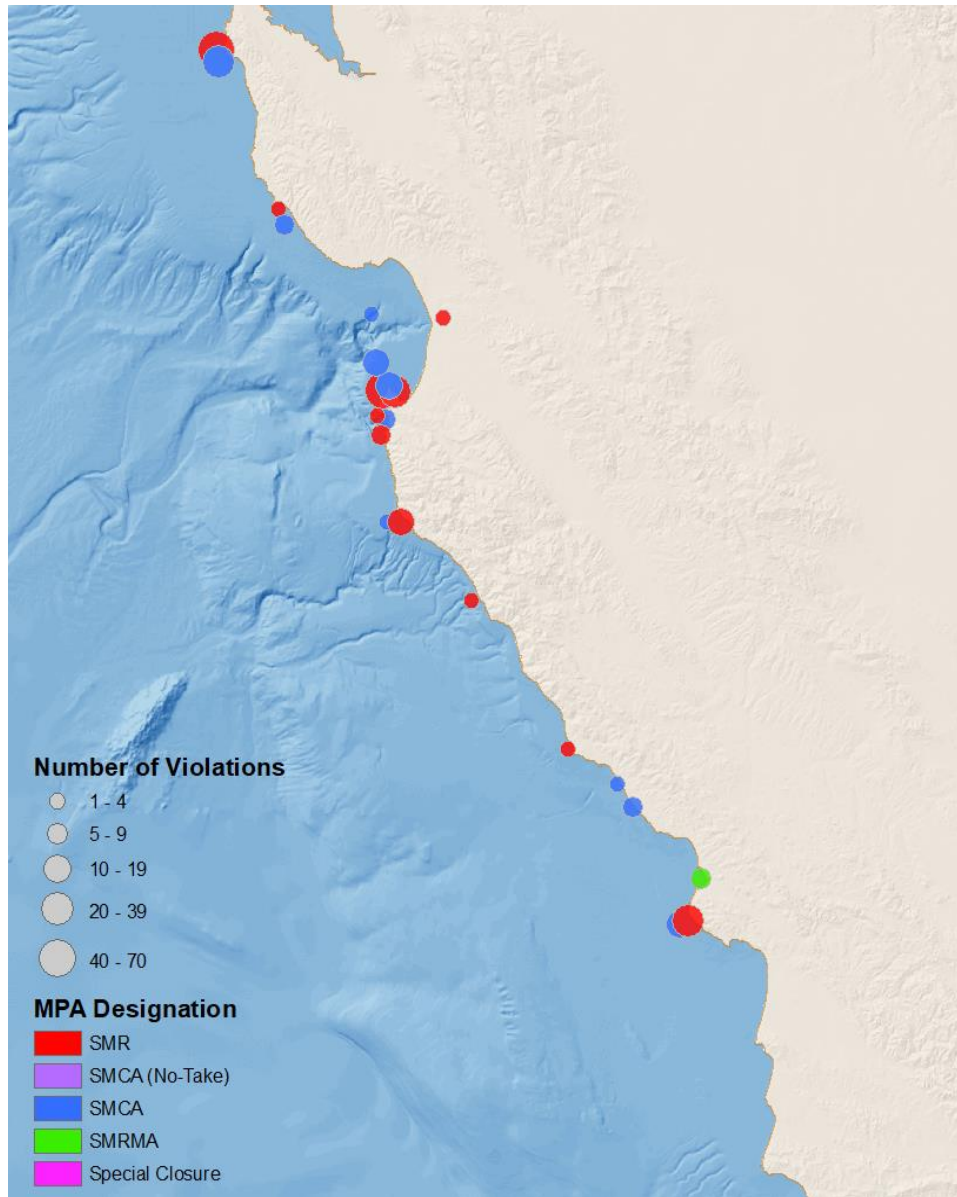 Number of Violations
1 - 4
5 - 9
10 - 19
20 - 39
40 - 70
MPA Designation
SMR
SMCA (No-Take)
SMCA
SMRMA
Special Closure